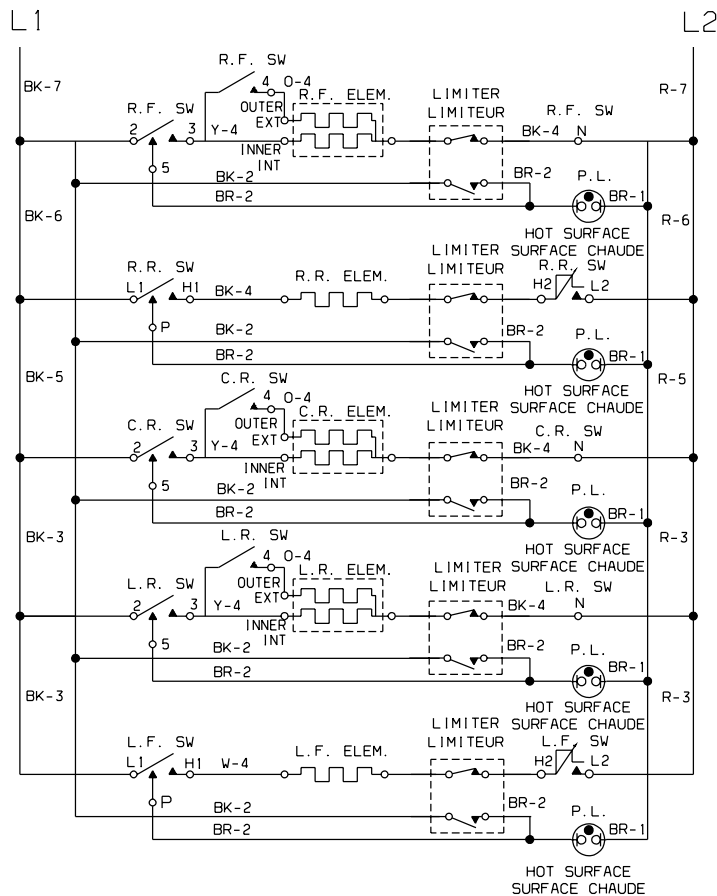 L1 L2
BK-7 R-7
R.F. SW
4 O-4
OUTER
EXT
R.F. ELEM.
LIMITER
LIMITEUR
R.F. SW
R.F. SW
2 3 Y-4
INNER
INT
BK-4 N
5
BK-2
BR-2
BR-2
P.L.
BR-1
HOT SURFACE
SURFACE CHAUDE
BK-6 R-6
R.R. SW
L1 H1 BK-4
R.R. ELEM.
LIMITER
LIMITEUR
R.R. SW
H2 L2
P
BK-2
BR-2
BR-2
P.L.
BR-1
HOT SURFACE
SURFACE CHAUDE
BK-5 R-5
C.R. SW
4 O-4
OUTER
EXT
C.R. ELEM.
LIMITER
LIMITEUR
C.R. SW
C.R. SW
2 3 Y-4
INNER
INT
BK-4 N
5
BK-2
BR-2
BR-2
P.L.
BR-1
HOT SURFACE
SURFACE CHAUDE
BK-3 R-3
L.R. SW
4 O-4
OUTER
EXT
L.R. ELEM.
LIMITER
LIMITEUR
L.R. SW
L.R. SW
2 3 Y-4
INNER
INT
BK-4 N
5
BK-2
BR-2
BR-2
P.L.
BR-1
HOT SURFACE
SURFACE CHAUDE
BK-3 R-3
L.F. SW
L1 H1 W-4
L.F. ELEM.
LIMITER
LIMITEUR
L.F. SW
H2 L2
P
BK-2
BR-2
BR-2
P.L.
BR-1
HOT SURFACE
SURFACE CHAUDE